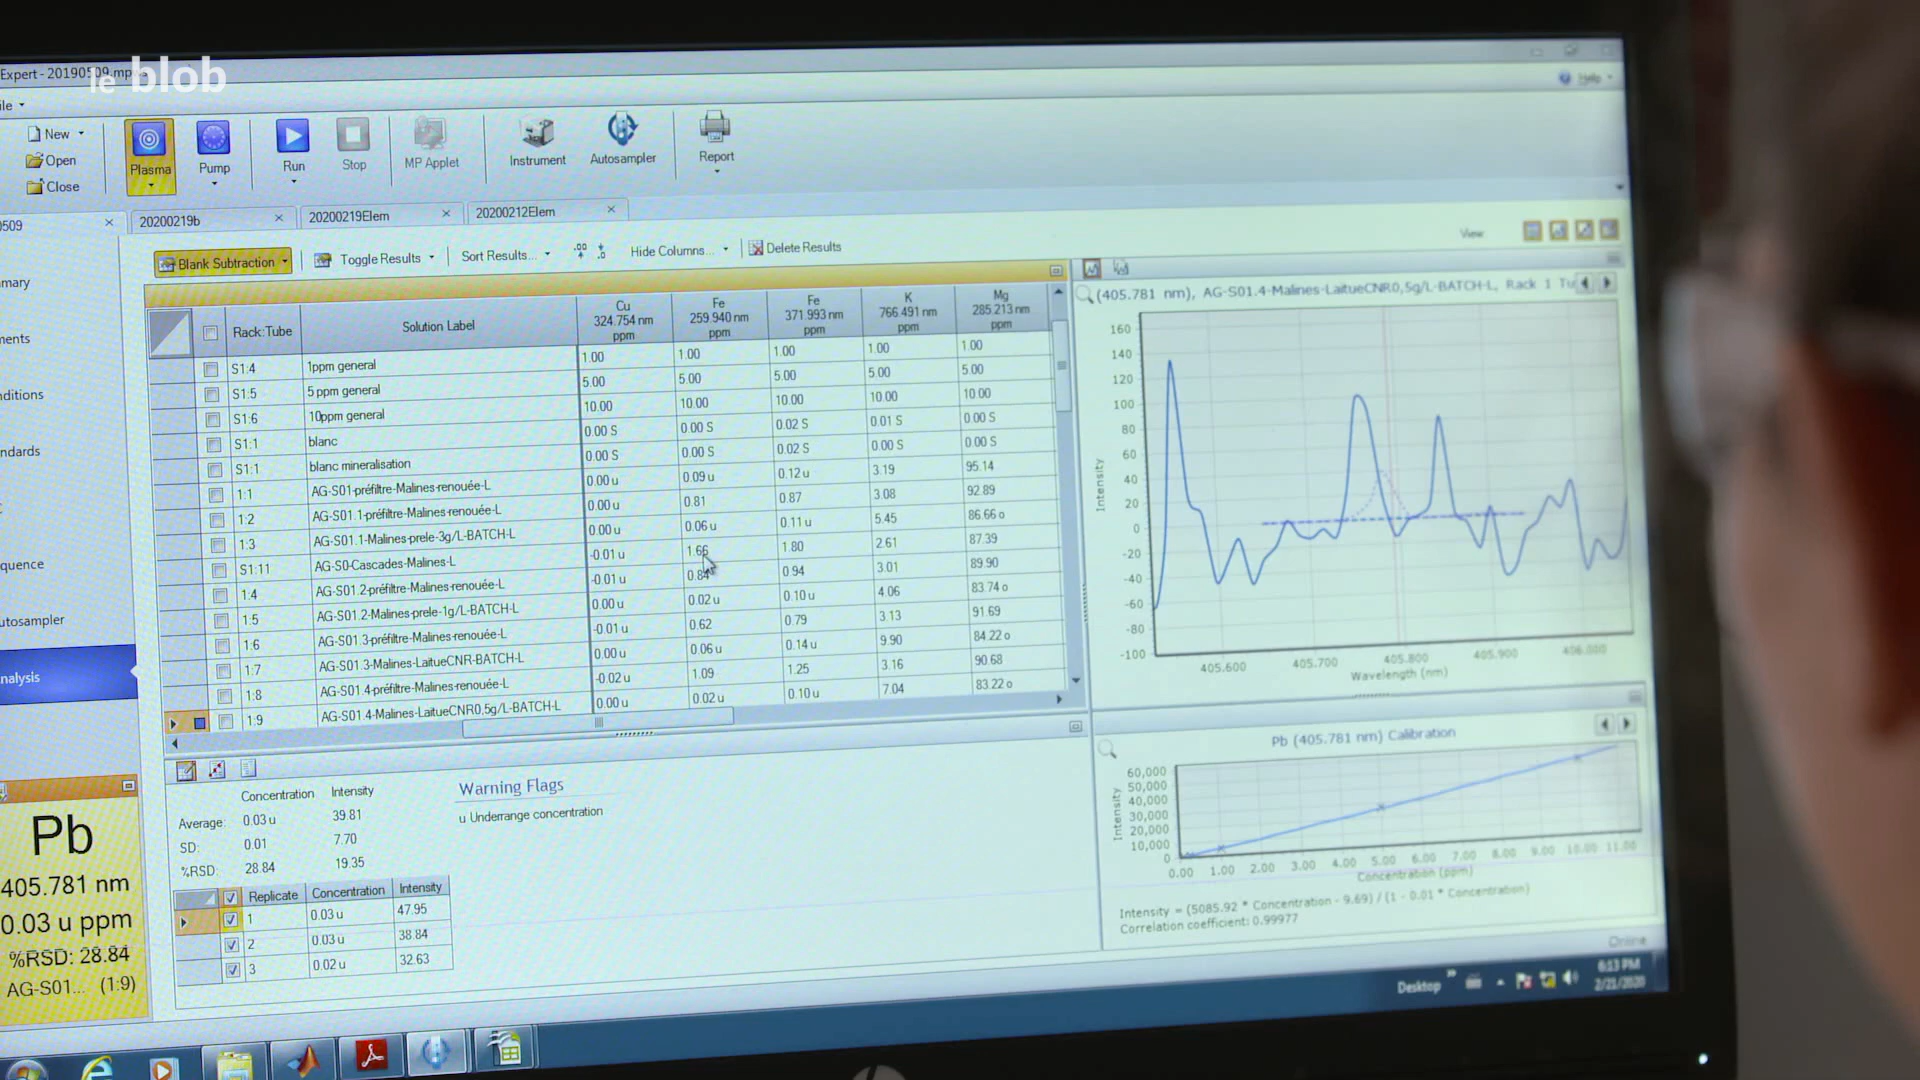 le blob
Expert - 20190509.mp
Help
ile
New
Open
Close
Plasma
Pump
Run
Stop
MP Applet
Instrument
Autosampler
Report
0509
20200219b
20200219Elem
20200212Elem
Blank Subtraction
Toggle Results
Sort Results...
Hide Columns...
Delete Results
View
mary
ments
nditions
ndards
quence
utosampler
nalysis
Rack:Tube Solution Label Cu 324.754 nm ppm Fe 259.940 nm ppm Fe 371.993 nm ppm K 766.491 nm ppm Mg 285.213 nm ppm
S1:4 1ppm general 1.00 1.00 1.00 1.00 1.00
S1:5 5 ppm general 5.00 5.00 5.00 5.00 5.00
S1:6 10ppm general 10.00 10.00 10.00 10.00 10.00
S1:1 blanc 0.00 S 0.00 S 0.02 S 0.01 S 0.00 S
S1:1 blanc mineralisation 0.00 S 0.00 S 0.02 S 0.00 S 0.00 S
1:1 AG-S01-préfiltre-Malines-renouée-L 0.00 u 0.09 u 0.12 u 3.19 95.14
1:2 AG-S01.1-préfiltre-Malines-renouée-L 0.00 u 0.81 0.87 3.08 92.89
1:3 AG-S01.1-Malines-prele-3g/L-BATCH-L 0.00 u 0.06 u 0.11 u 5.45 86.66 o
S1:11 AG-S0-Cascades-Malines-L -0.01 u 1.66 1.80 2.61 87.39
1:4 AG-S01.2-préfiltre-Malines-renouée-L -0.01 u 0.84 0.94 3.01 89.90
1:5 AG-S01.2-Malines-prele-1g/L-BATCH-L 0.00 u 0.02 u 0.10 u 4.06 83.74 o
1:6 AG-S01.3-préfiltre-Malines-renouée-L -0.01 u 0.62 0.79 3.13 91.69
1:7 AG-S01.3-Malines-LaitueCNR-BATCH-L 0.00 u 0.06 u 0.14 u 9.90 84.22 o
1:8 AG-S01.4-préfiltre-Malines-renouée-L -0.02 u 1.09 1.25 3.16 90.68
1:9 AG-S01.4-Malines-LaitueCNR0,5g/L-BATCH-L 0.00 u 0.02 u 0.10 u 7.04 83.22 o
(405.781 nm), AG-S01.4-Malines-LaitueCNR0,5g/L-BATCH-L, Rack 1 Tu
160
140
120
100
80
60
40
20
0
-20
-40
-60
-80
-100
Intensity
405.600 405.700 405.800 405.900 406.000
Wavelength (nm)
Pb (405.781 nm) Calibration
60,000
50,000
40,000
30,000
20,000
10,000
0
Intensity
0.00 1.00 2.00 3.00 4.00 5.00 6.00 7.00 8.00 9.00 10.00 11.00
Concentration (ppm)
Intensity = (5085.92 * Concentration - 9.69) / (1 - 0.01 * Concentration)
Correlation coefficient: 0.99977
Concentration Intensity
Average: 0.03 u 39.81
SD: 0.01 7.70
%RSD: 28.84 19.35
Warning Flags
u Underrange concentration
Replicate Concentration Intensity
1 0.03 u 47.95
2 0.03 u 38.84
3 0.02 u 32.63
Pb
405.781 nm
0.03 u ppm
%RSD: 28.84
AG-S01... (1:9)
Online
Desktop
6:13 PM
2/21/2020